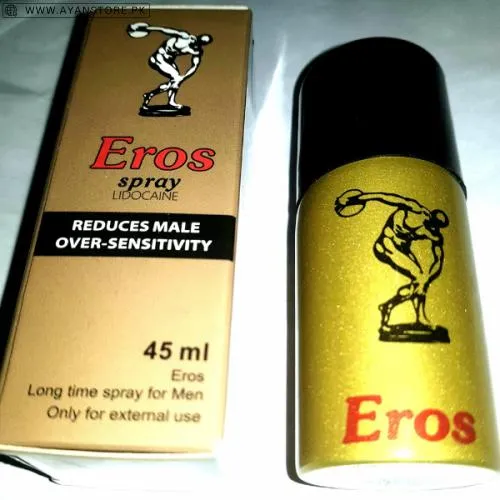 WWW.AYANSTORE.PK
Eros
spray
LIDOCAINE
REDUCES MALE
OVER-SENSITIVITY
45 ml
Eros
Long time spray for Men
Only for external use
Eros